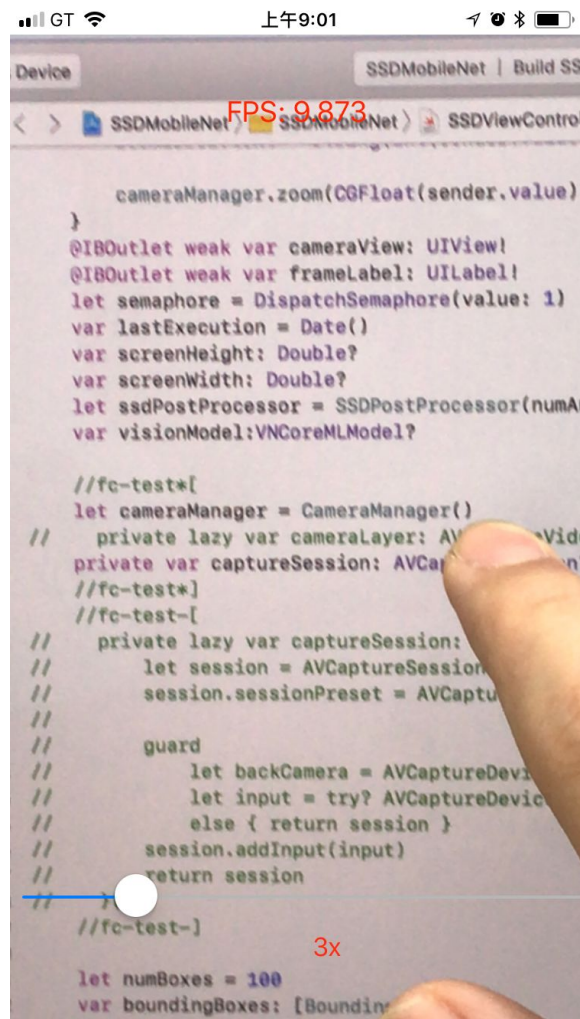 GT 上午9:01
Device SSDMobileNet | Build SS
FPS: 9.873
SSDMobileNet SSDMobileNet SSDViewContro
cameraManager.zoom(CGFloat(sender.value)
}
@IBOutlet weak var cameraView: UIView!
@IBOutlet weak var frameLabel: UILabel!
let semaphore = DispatchSemaphore(value: 1)
var lastExecution = Date()
var screenHeight: Double?
var screenWidth: Double?
let ssdPostProcessor = SSDPostProcessor(numA
var visionModel:VNCoreMLModel?
//fc-test*[
let cameraManager = CameraManager()
// private lazy var cameraLayer: AV eVid
private var captureSession: AVCap on
//fc-test*]
//fc-test-[
// private lazy var captureSession:
// let session = AVCaptureSession
// session.sessionPreset = AVCaptu
//
// guard
// let backCamera = AVCaptureDevi
// let input = try? AVCaptureDevic
// else { return session }
// session.addInput(input)
// return session
// }
//fc-test-]
3x
let numBoxes = 100
var boundingBoxes: [Boundin